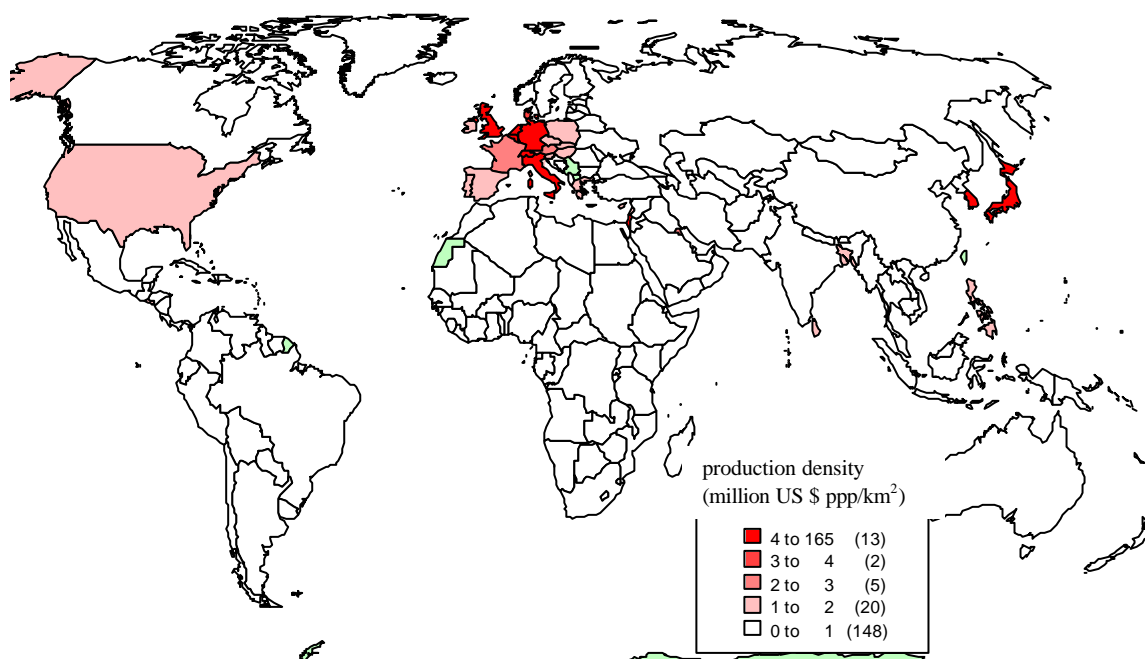 production density
(million US $ ppp/km²)
4 to 165 (13)
3 to 4 (2)
2 to 3 (5)
1 to 2 (20)
0 to 1 (148)